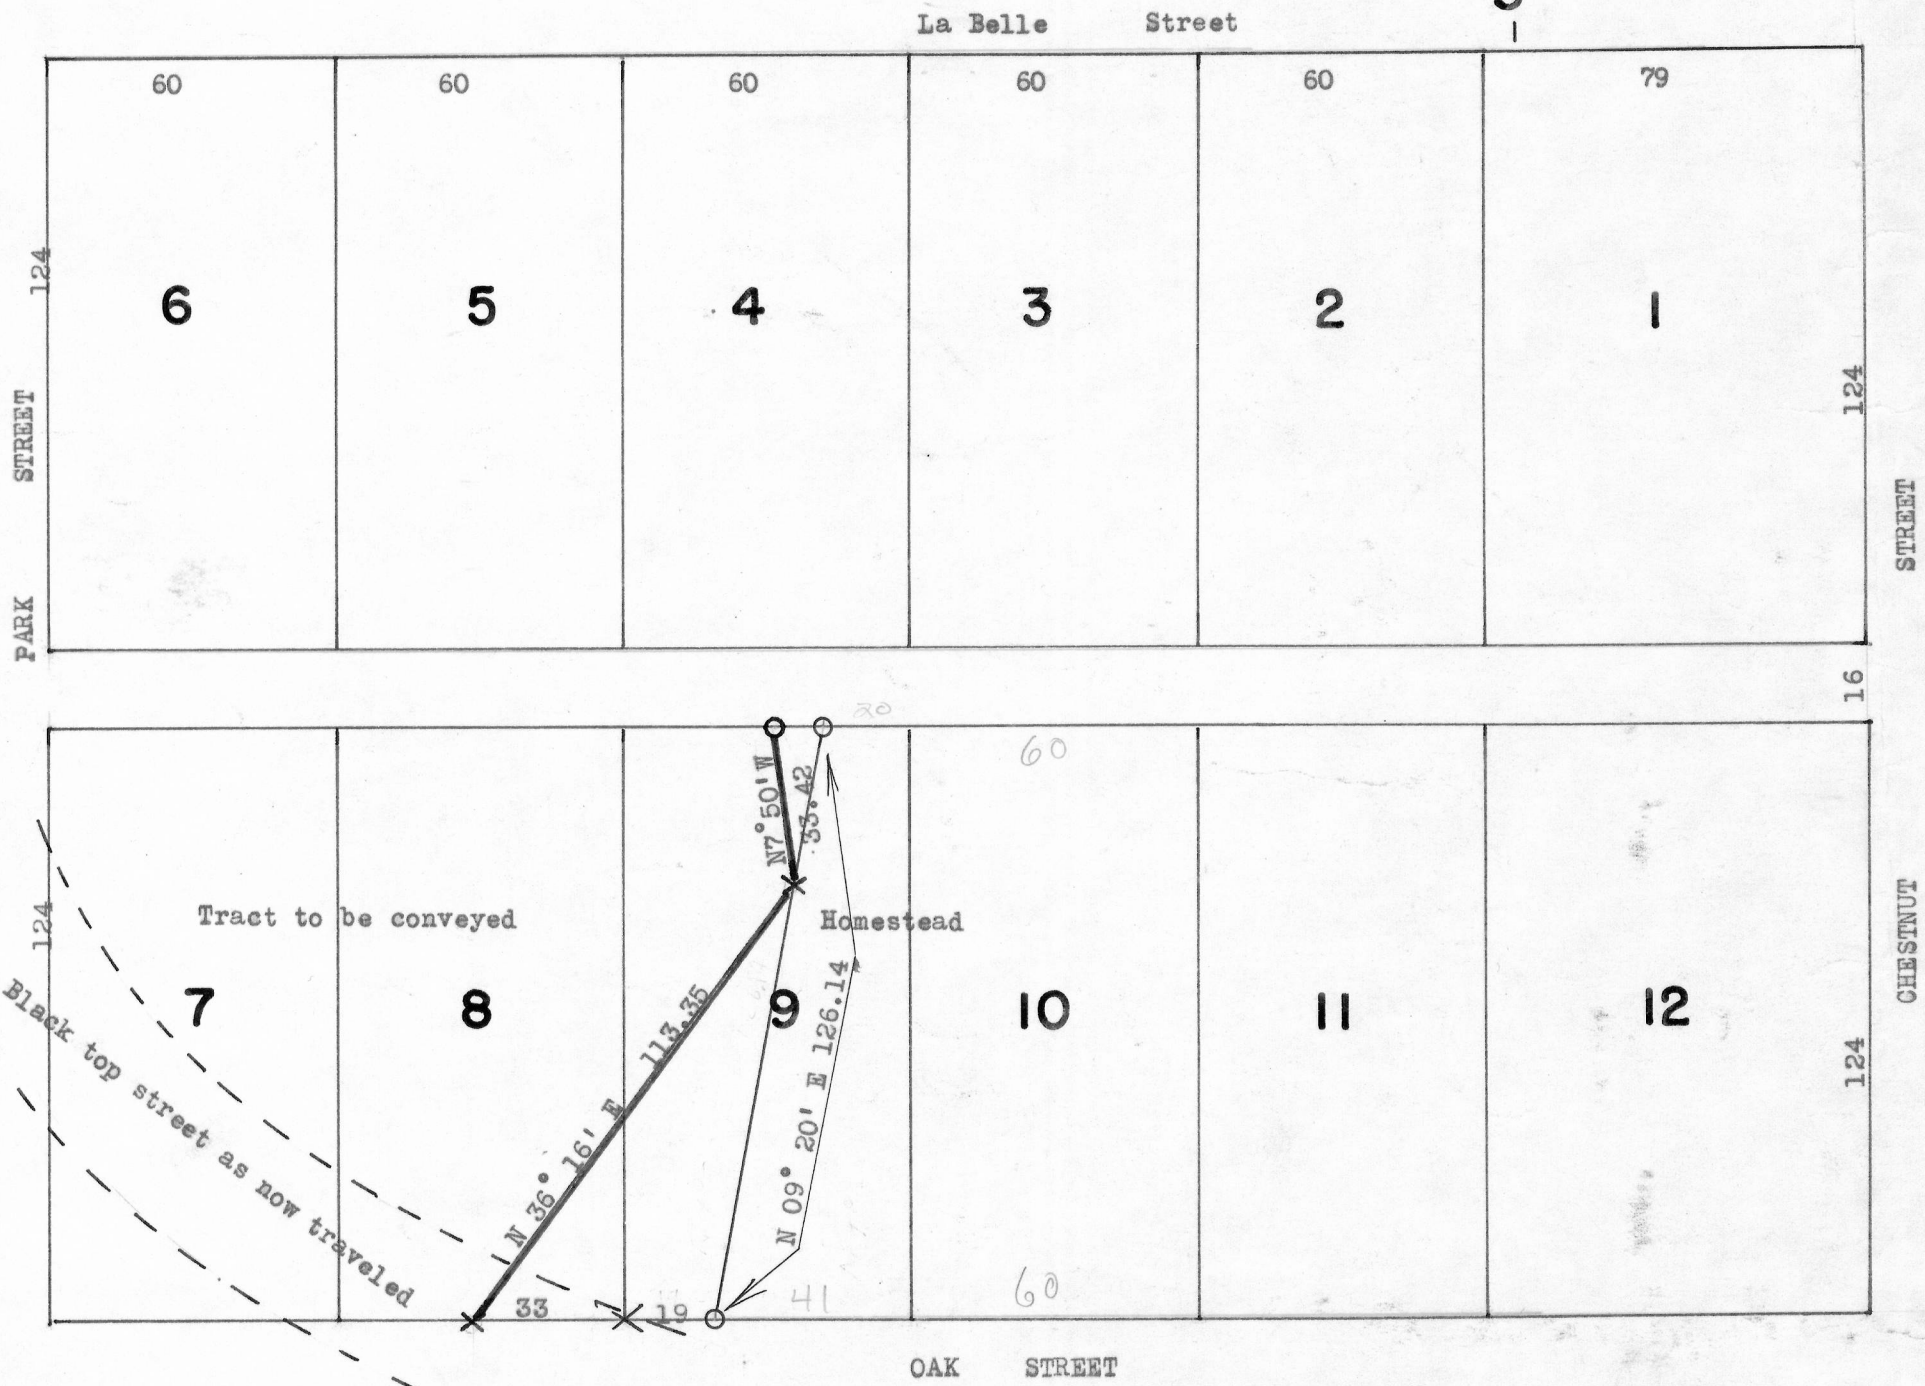 La Belle Street
60 60 60 60 60 79
124
6 5 4 3 2 1
124
PARK STREET
STREET
16
20
60
N7°50'W
33.42
124
Tract to be conveyed
Homestead
CHESTNUT
7 8 9 10 11 12
Black top street as now traveled
113.35
N 36° 16' E
N 09° 20' E 126.14
124
33
19
41
60
OAK STREET